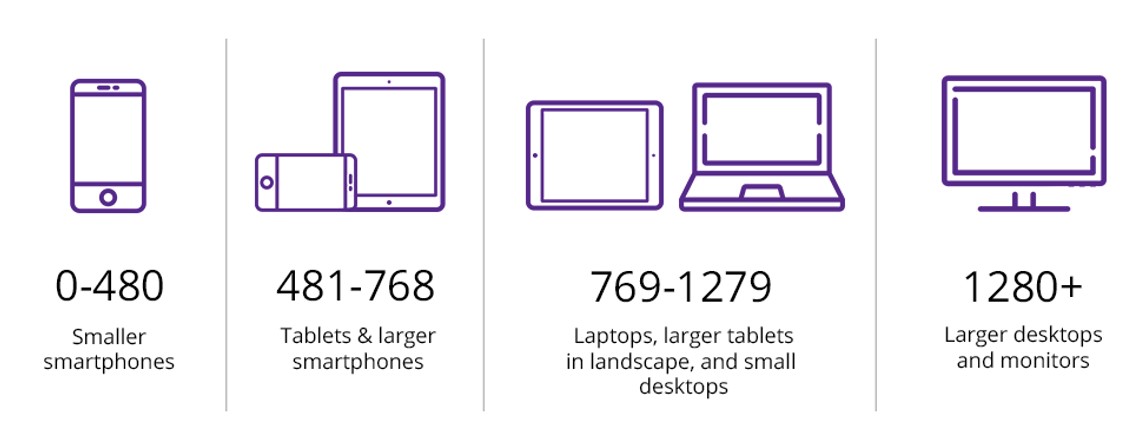 0-480
Smaller
smartphones
481-768
Tablets & larger
smartphones
769-1279
Laptops, larger tablets
in landscape, and small
desktops
1280+
Larger desktops
and monitors